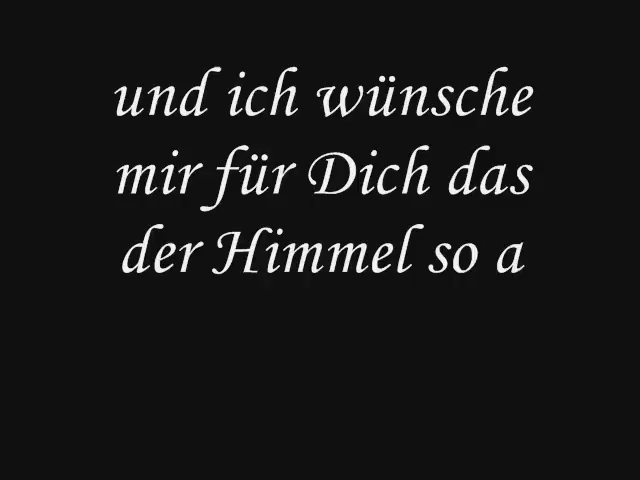 und ich wünsche
mir für Dich das
der Himmel so a